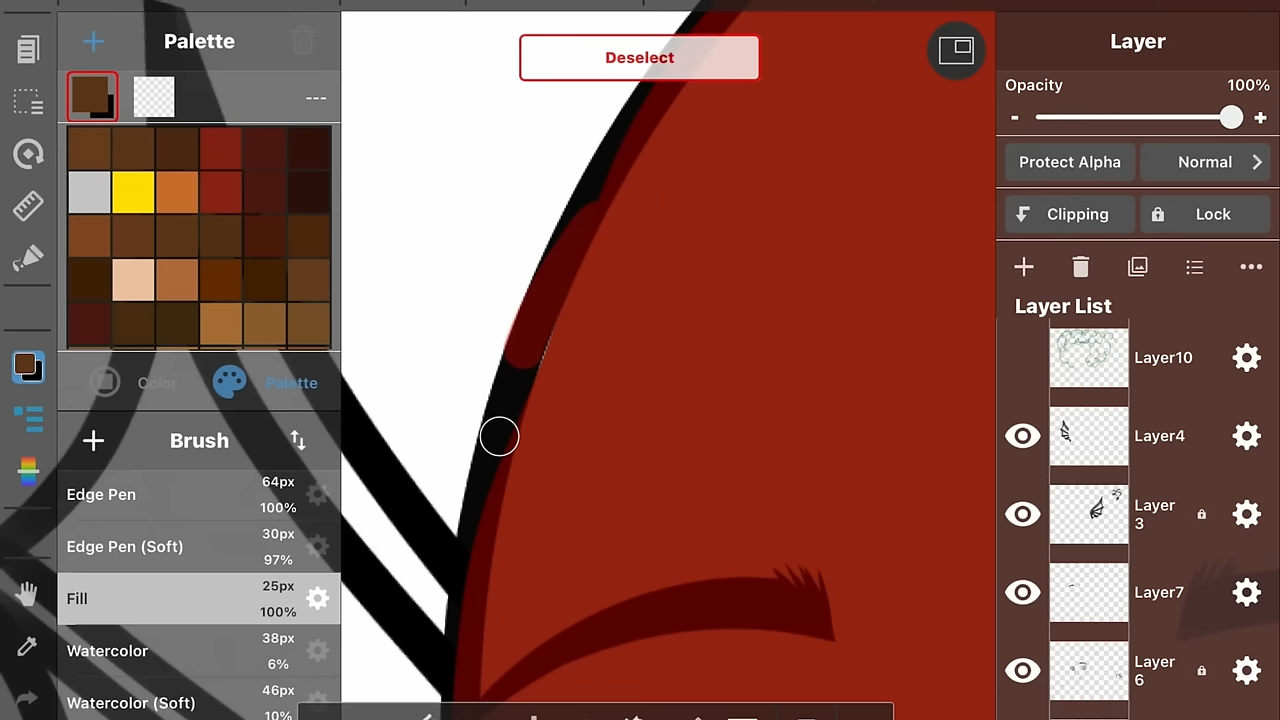 Palette
---
Color
Palette
Brush
Edge Pen
64px
100%
Edge Pen (Soft)
30px
97%
Fill
25px
100%
Watercolor
38px
6%
Watercolor (Soft)
46px
10%
Deselect
Layer
Opacity
100%
-
+
Protect Alpha
Normal
Clipping
Lock
Layer List
Layer10
Layer4
Layer
3
Layer7
Layer
6